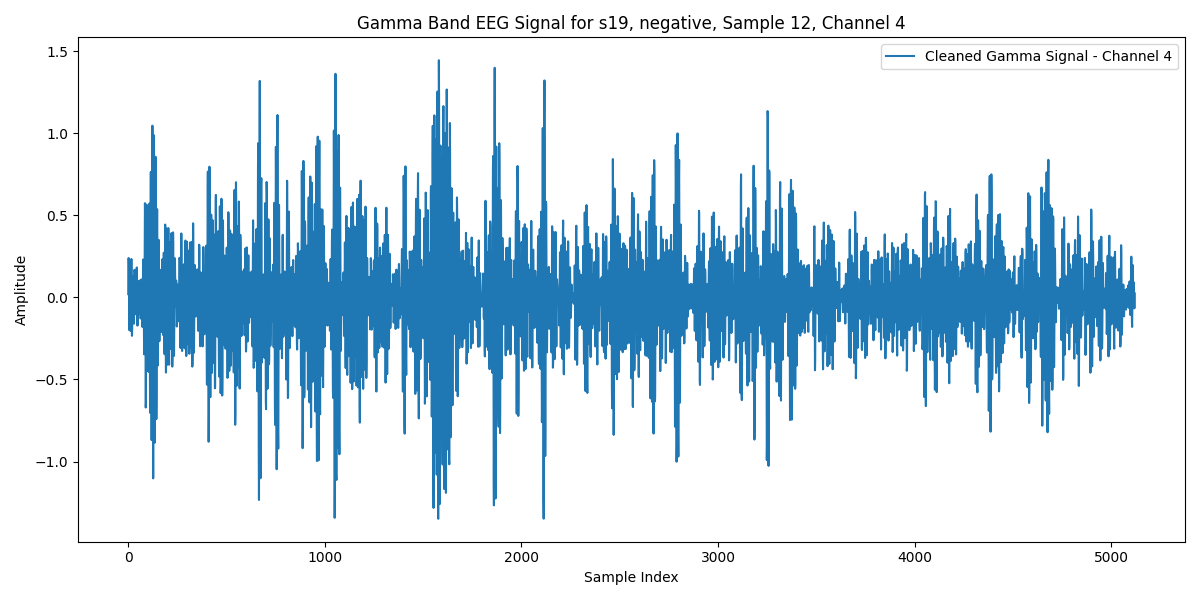 Gamma Band EEG Signal for s19, negative, Sample 12, Channel 4
Cleaned Gamma Signal - Channel 4
1.5
1.0
0.5
0.0
−0.5
−1.0
Amplitude
0 1000 2000 3000 4000 5000
Sample Index